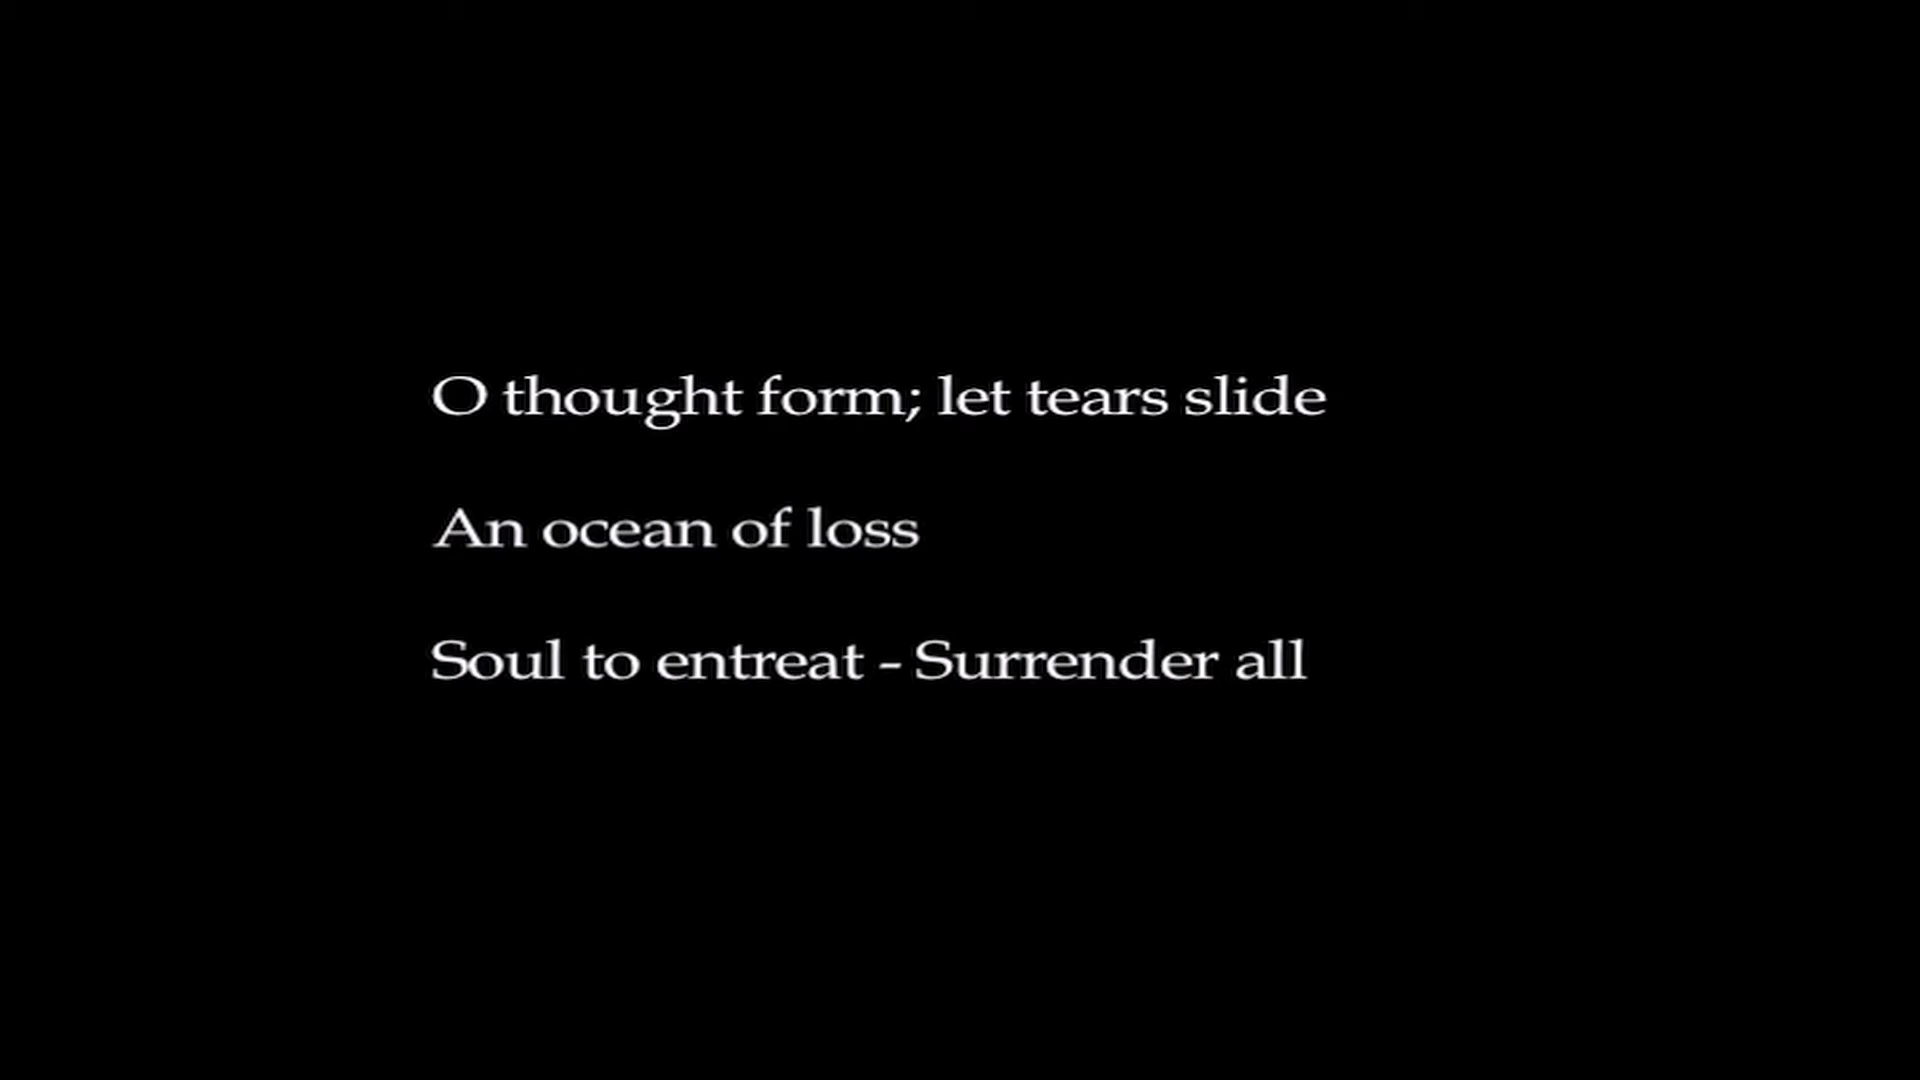 O thought form; let tears slide
An ocean of loss
Soul to entreat - Surrender all